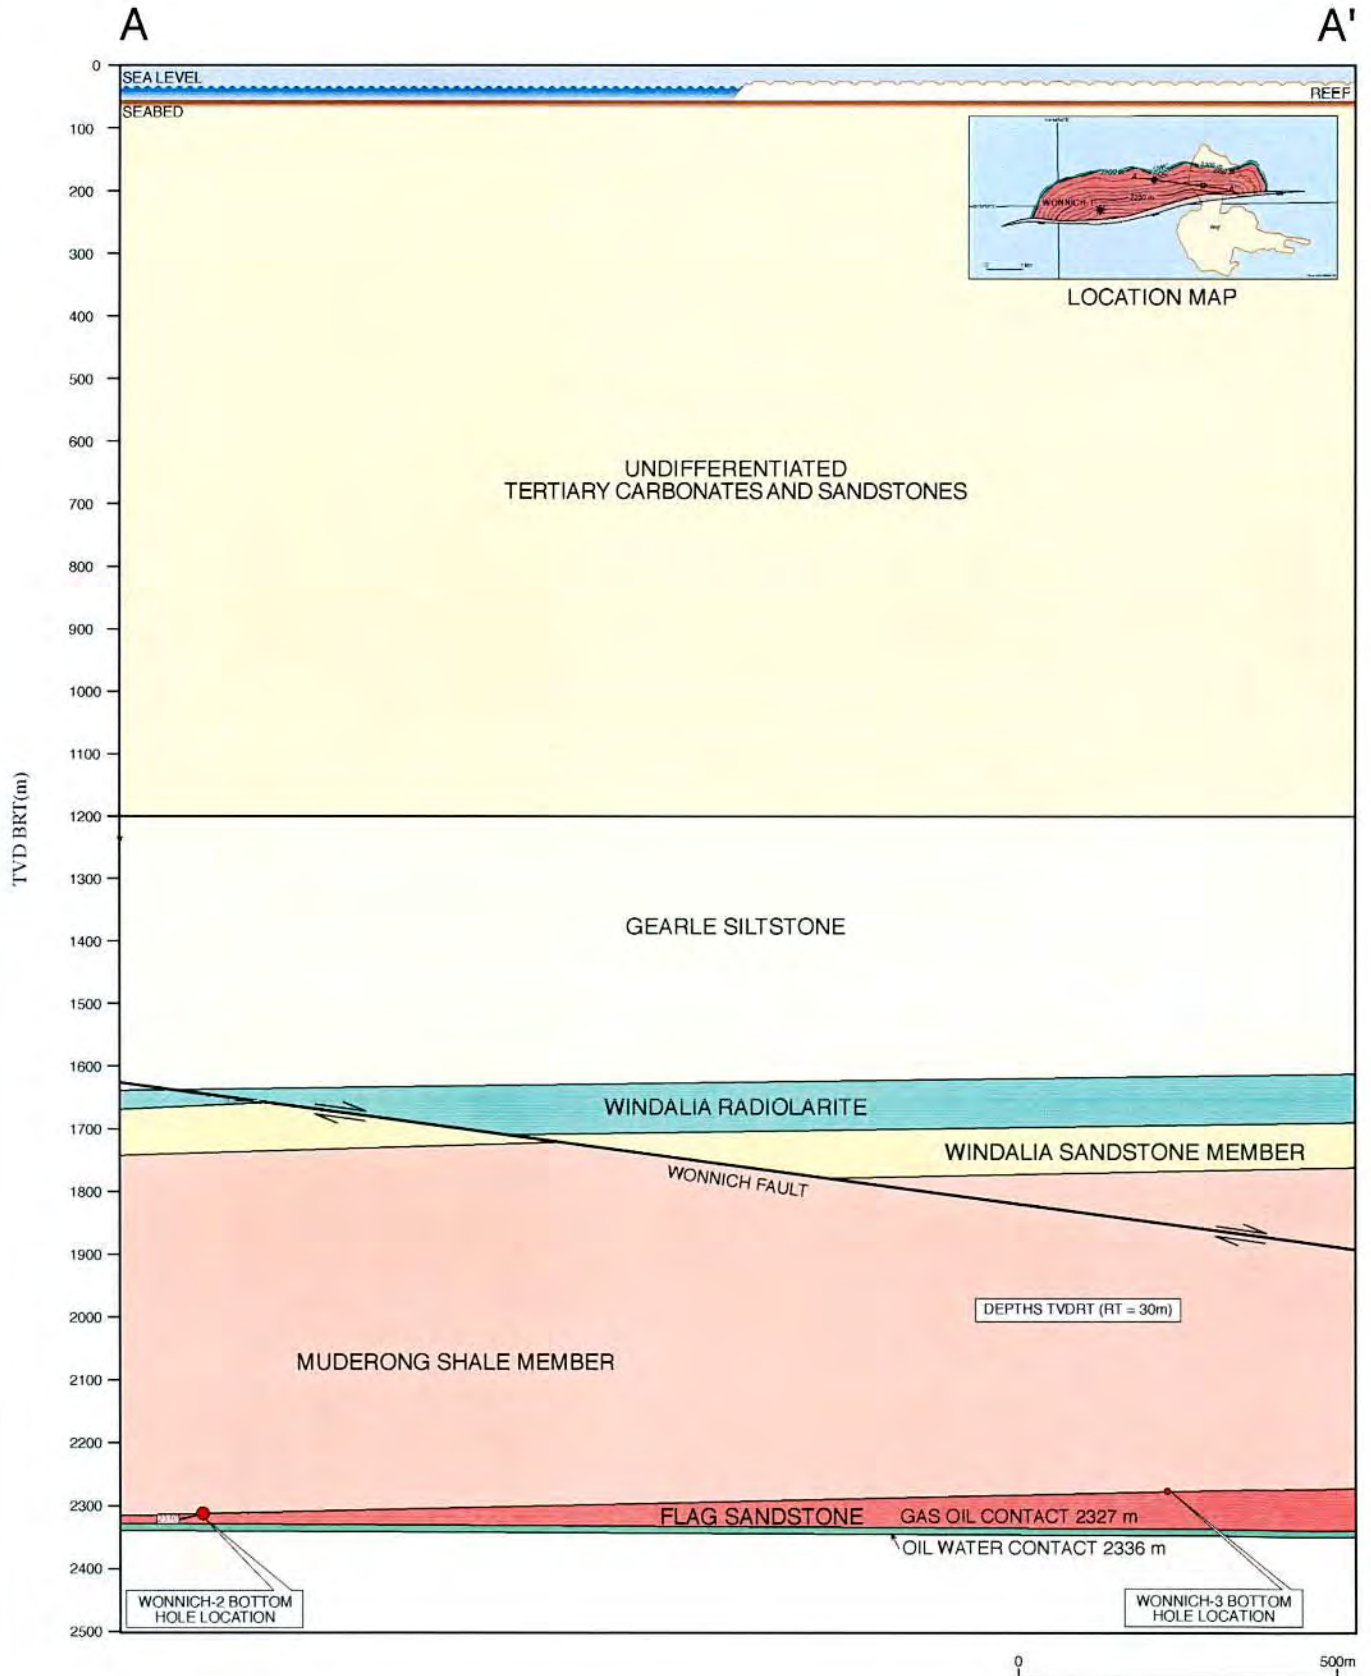 A
A'
0
SEA LEVEL
REEF
SEABED
100
200
300
400
500
600
700
800
900
1000
1100
1200
1300
1400
1500
1600
1700
1800
1900
2000
2100
2200
2300
2400
2500
TVD BRT(m)
WONNICH-1
LOCATION MAP
UNDIFFERENTIATED
TERTIARY CARBONATES AND SANDSTONES
GEARLE SILTSTONE
WINDALIA RADIOLARITE
WINDALIA SANDSTONE MEMBER
WONNICH FAULT
DEPTHS TVDRT (RT = 30m)
MUDERONG SHALE MEMBER
FLAG SANDSTONE
GAS OIL CONTACT 2327 m
OIL WATER CONTACT 2336 m
WONNICH-2 BOTTOM
HOLE LOCATION
WONNICH-3 BOTTOM
HOLE LOCATION
0
500m